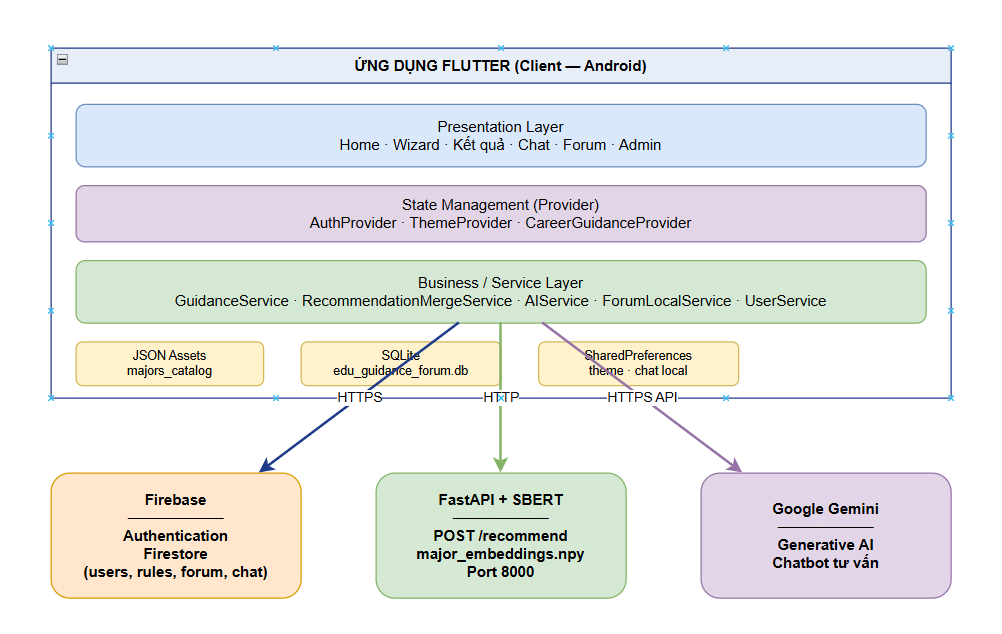 ỨNG DỤNG FLUTTER (Client — Android)
Presentation Layer
Home · Wizard · Kết quả · Chat · Forum · Admin
State Management (Provider)
AuthProvider · ThemeProvider · CareerGuidanceProvider
Business / Service Layer
GuidanceService · RecommendationMergeService · AIService · ForumLocalService · UserService
JSON Assets
majors_catalog
SQLite
edu_guidance_forum.db
SharedPreferences
theme · chat local
HTTPS
HTTP
HTTPS API
Firebase
Authentication
Firestore
(users, rules, forum, chat)
FastAPI + SBERT
POST /recommend
major_embeddings.npy
Port 8000
Google Gemini
Generative AI
Chatbot tư vấn